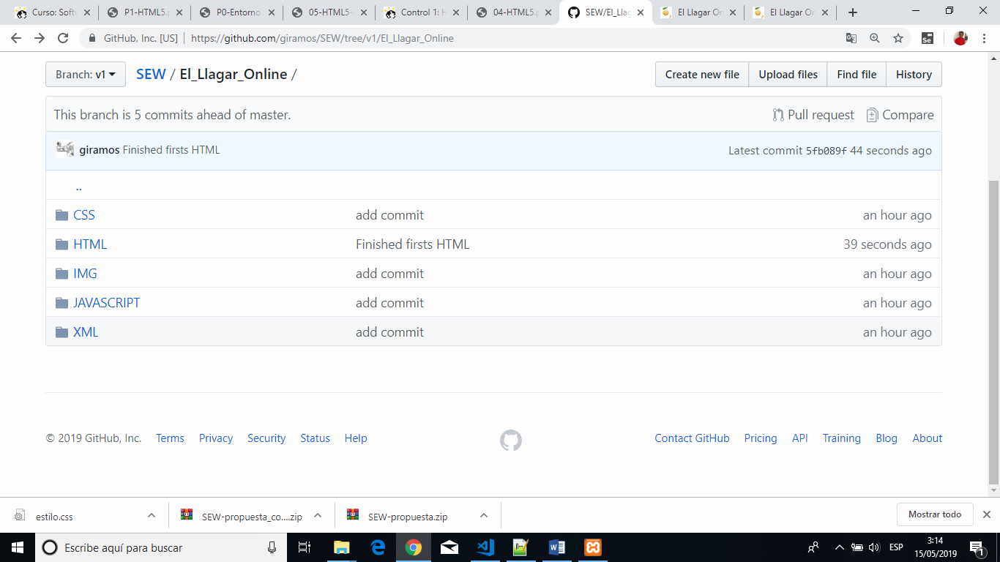 Curso: Softw
P1-HTML5.p
P0-Entorno
05-HTML5-
Control 1: H
04-HTML5.p
SEW/El_Llag
El Llagar On
El Llagar On
GitHub, Inc. [US] | https://github.com/giramos/SEW/tree/v1/El_Llagar_Online
Branch: v1 SEW / El_Llagar_Online / Create new file Upload files Find file History
This branch is 5 commits ahead of master. Pull request Compare
giramos Finished firsts HTML Latest commit 5fb089f 44 seconds ago
..
CSS add commit an hour ago
HTML Finished firsts HTML 39 seconds ago
IMG add commit an hour ago
JAVASCRIPT add commit an hour ago
XML add commit an hour ago
© 2019 GitHub, Inc. Terms Privacy Security Status Help Contact GitHub Pricing API Training Blog About
estilo.css SEW-propuesta_co....zip SEW-propuesta.zip Mostrar todo
Escribe aquí para buscar
ESP
3:14
15/05/2019
1